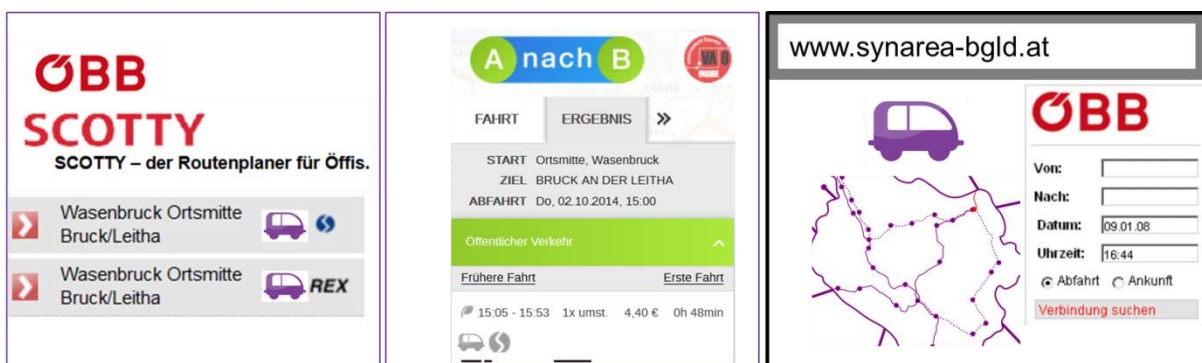 ÖBB
SCOTTY
SCOTTY – der Routenplaner für Öffis.
Wasenbruck Ortsmitte
Bruck/Leitha
Wasenbruck Ortsmitte
Bruck/Leitha
REX
A nach B
VAO
INSIDE
FAHRT ERGEBNIS »
START Ortsmitte, Wasenbruck
ZIEL BRUCK AN DER LEITHA
ABFAHRT Do, 02.10.2014, 15:00
Öffentlicher Verkehr
Frühere Fahrt Erste Fahrt
15:05 - 15:53 1x umst. 4,40 € 0h 48min
www.synarea-bgld.at
ÖBB
Von:
Nach:
Datum: 09.01.08
Uhrzeit: 16:44
Abfahrt Ankunft
Verbindung suchen